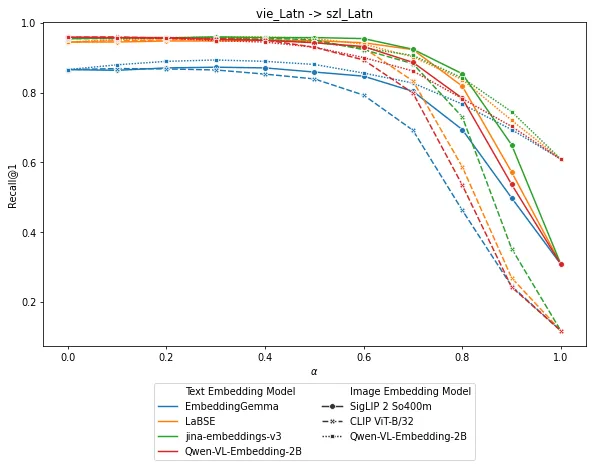 vie_Latn -> szl_Latn
1.0
0.8
0.6
0.4
0.2
Recall@1
0.0 0.2 0.4 0.6 0.8 1.0
α
Text Embedding Model Image Embedding Model
EmbeddingGemma SigLIP 2 So400m
LaBSE CLIP ViT-B/32
jina-embeddings-v3 Qwen-VL-Embedding-2B
Qwen-VL-Embedding-2B